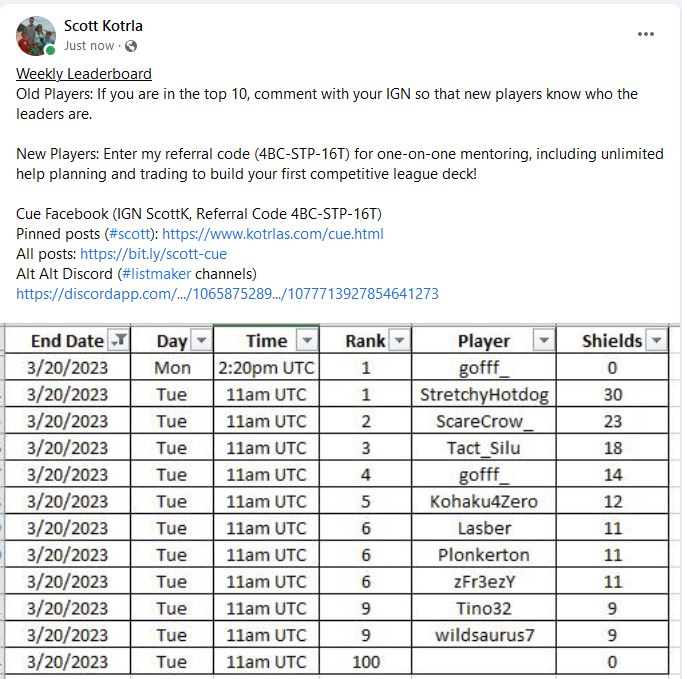 Scott Kotrla
Just now ·
Weekly Leaderboard
Old Players: If you are in the top 10, comment with your IGN so that new players know who the
leaders are.
New Players: Enter my referral code (4BC-STP-16T) for one-on-one mentoring, including unlimited
help planning and trading to build your first competitive league deck!
Cue Facebook (IGN ScottK, Referral Code 4BC-STP-16T)
Pinned posts (#scott): https://www.kotrlas.com/cue.html
All posts: https://bit.ly/scott-cue
Alt Alt Discord (#listmaker channels)
https://discordapp.com/.../1065875289.../1077713927854641273
End Date Day Time Rank Player Shields
3/20/2023 Mon 2:20pm UTC 1 gofff_ 0
3/20/2023 Tue 11am UTC 1 StretchyHotdog 30
3/20/2023 Tue 11am UTC 2 ScareCrow_ 23
3/20/2023 Tue 11am UTC 3 Tact_Silu 18
3/20/2023 Tue 11am UTC 4 gofff_ 14
3/20/2023 Tue 11am UTC 5 Kohaku4Zero 12
3/20/2023 Tue 11am UTC 6 Lasber 11
3/20/2023 Tue 11am UTC 6 Plonkerton 11
3/20/2023 Tue 11am UTC 6 zFr3ezY 11
3/20/2023 Tue 11am UTC 9 Tino32 9
3/20/2023 Tue 11am UTC 9 wildsaurus7 9
3/20/2023 Tue 11am UTC 100 0